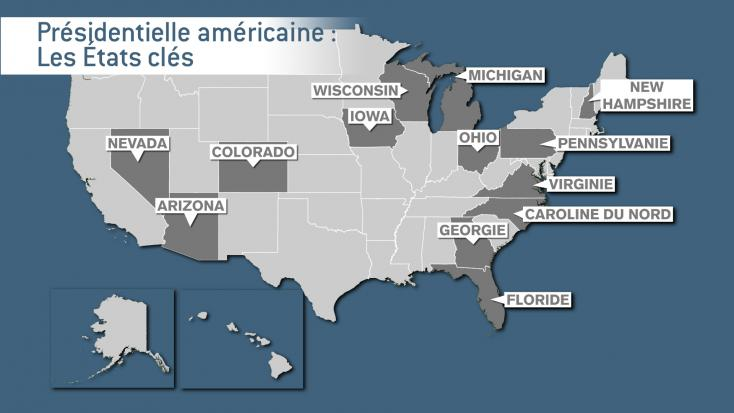 Présidentielle américaine :
Les États clés
MICHIGAN
WISCONSIN
NEW
HAMPSHIRE
IOWA
OHIO
NEVADA
PENNSYLVANIE
COLORADO
VIRGINIE
ARIZONA
CAROLINE DU NORD
GEORGIE
FLORIDE